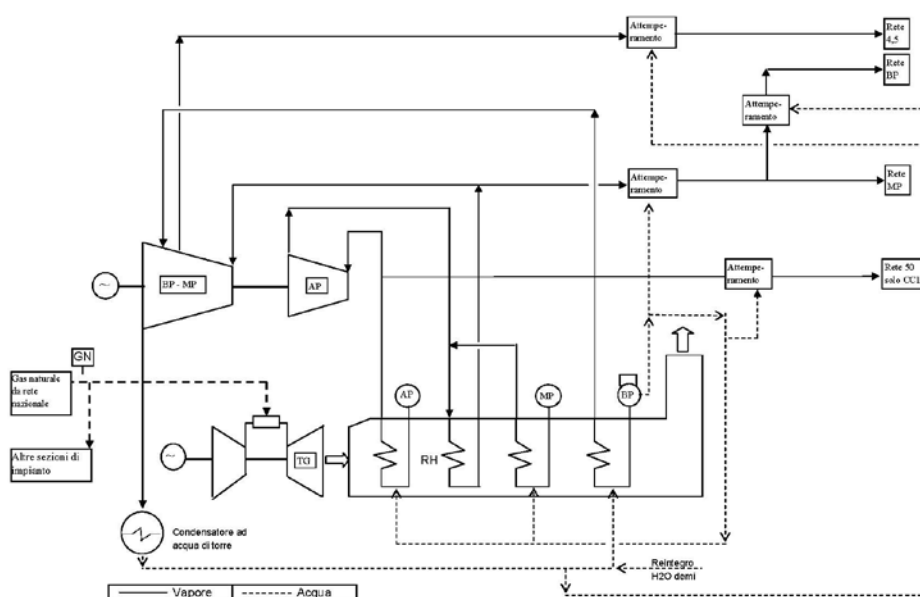 Attempe-
ramento
Rete
4,5
Rete
BP
Attempe-
ramento
Attempe-
ramento
Rete
MP
Attempe-
ramento
Rete 50
solo CC1
BP - MP
AP
~
GN
Gas naturale
da rete
nazionale
Altre sezioni di
impianto
~
TG
AP
RH
MP
BP
Condensatore ad
acqua di torre
Reintegro
H2O demi
Vapore
Acqua